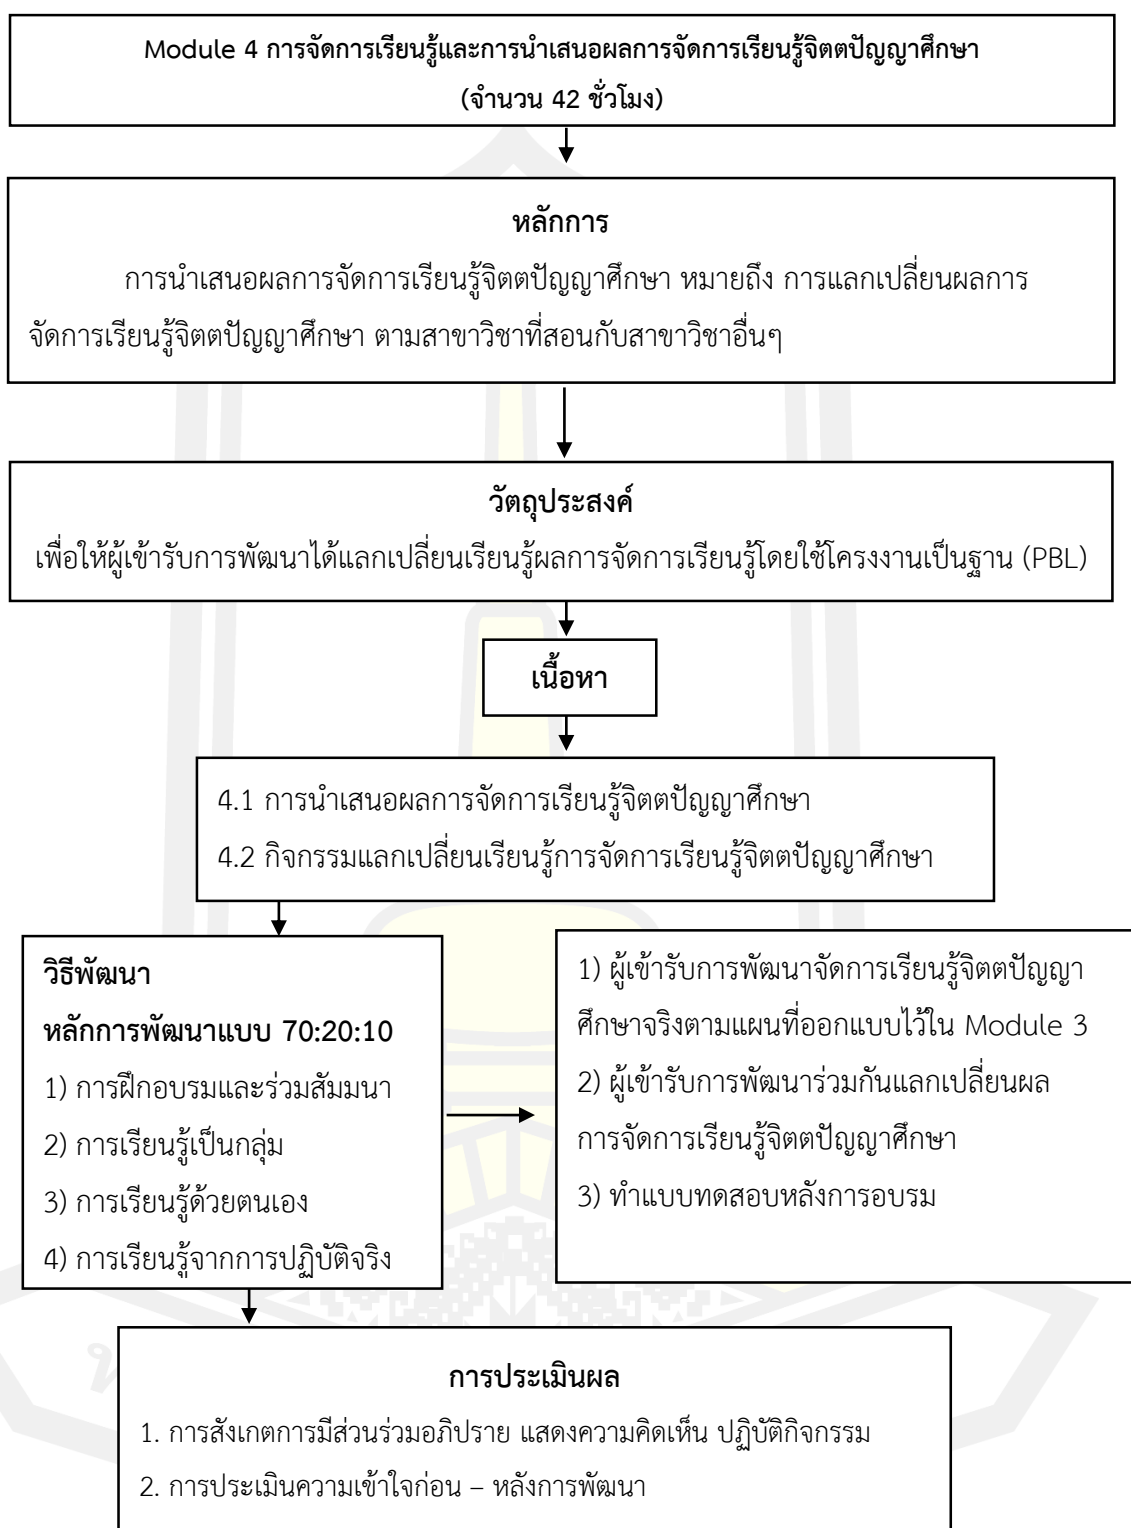 Module 4 การจัดการเรียนรู้และการนำเสนอผลการจัดการเรียนรู้จิตตปัญญาศึกษา
(จำนวน 42 ชั่วโมง)
หลักการ
การนำเสนอผลการจัดการเรียนรู้จิตตปัญญาศึกษา หมายถึง การแลกเปลี่ยนผลการ
จัดการเรียนรู้จิตตปัญญาศึกษา ตามสาขาวิชาที่สอนกับสาขาวิชาอื่นๆ
วัตถุประสงค์
เพื่อให้ผู้เข้ารับการพัฒนาได้แลกเปลี่ยนเรียนรู้ผลการจัดการเรียนรู้โดยใช้โครงงานเป็นฐาน (PBL)
เนื้อหา
4.1 การนำเสนอผลการจัดการเรียนรู้จิตตปัญญาศึกษา
4.2 กิจกรรมแลกเปลี่ยนเรียนรู้การจัดการเรียนรู้จิตตปัญญาศึกษา
วิธีพัฒนา
หลักการพัฒนาแบบ 70:20:10
1) การฝึกอบรมและร่วมสัมมนา
2) การเรียนรู้เป็นกลุ่ม
3) การเรียนรู้ด้วยตนเอง
4) การเรียนรู้จากการปฏิบัติจริง
1) ผู้เข้ารับการพัฒนาจัดการเรียนรู้จิตตปัญญา
ศึกษาจริงตามแผนที่ออกแบบไว้ใน Module 3
2) ผู้เข้ารับการพัฒนาร่วมกันแลกเปลี่ยนผล
การจัดการเรียนรู้จิตตปัญญาศึกษา
3) ทำแบบทดสอบหลังการอบรม
การประเมินผล
1. การสังเกตการมีส่วนร่วมอภิปราย แสดงความคิดเห็น ปฏิบัติกิจกรรม
2. การประเมินความเข้าใจก่อน – หลังการพัฒนา